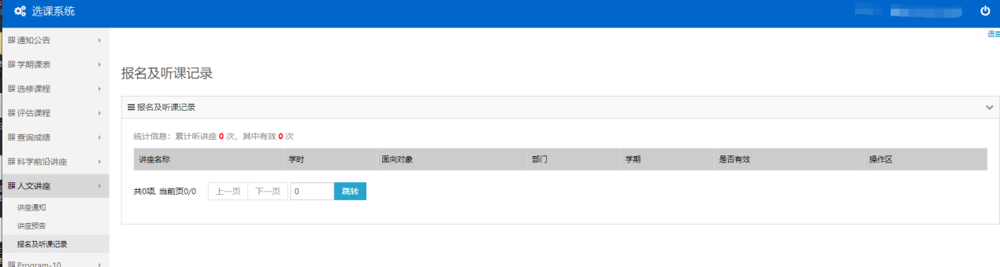 选课系统
语言
通知公告
学期课表
选修课程
评估课程
查询成绩
科学前沿讲座
人文讲座
讲座通知
讲座预告
报名及听课记录
Program-10
报名及听课记录
报名及听课记录
统计信息：累计听讲座 0 次，其中有效 0 次
讲座名称 学时 面向对象 部门 学期 是否有效 操作区
共0项, 当前页0/0 上一页 下一页 0 跳转